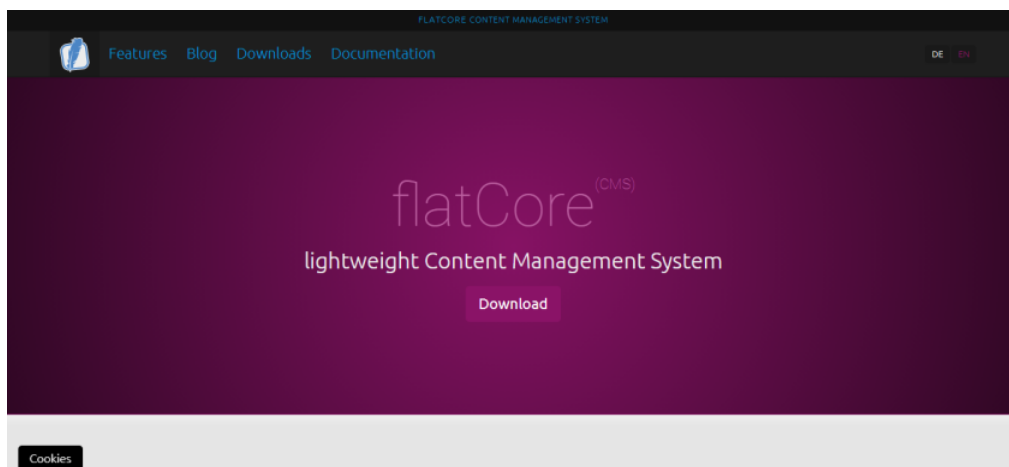 FLATCORE CONTENT MANAGEMENT SYSTEM
Features Blog Downloads Documentation DE EN
flatCore (CMS)
lightweight Content Management System
Download
Cookies